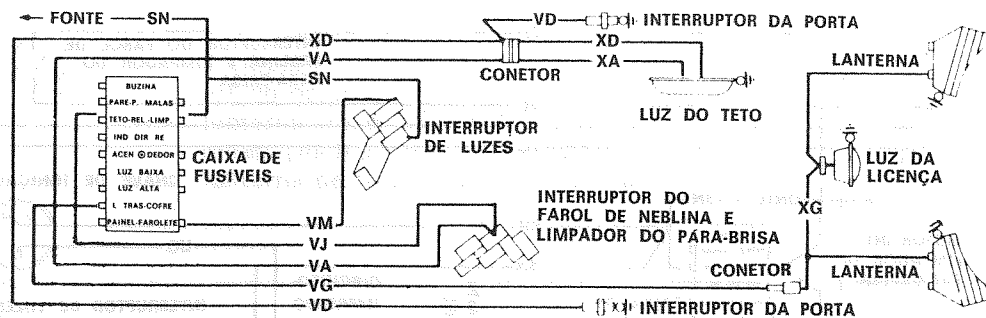 FONTE SN
VD INTERRUPTOR DA PORTA
XD XD
VA CONETOR XA
SN
LANTERNA
LUZ DO TETO
BUZINA
PARE-P. MALAS
TETO-REL.-LIMP.
IND DIR RE
ACEN DEDOR
LUZ BAIXA
LUZ ALTA
L TRAS-COFRE
PAINEL-FAROLETE
CAIXA DE
FUSIVEIS
INTERRUPTOR
DE LUZES
LUZ DA
LICENÇA
INTERRUPTOR DO
FAROL DE NEBLINA E
LIMPADOR DO PÁRA-BRISA
XG
VM
VJ
VA
VG
CONETOR
LANTERNA
VD INTERRUPTOR DA PORTA